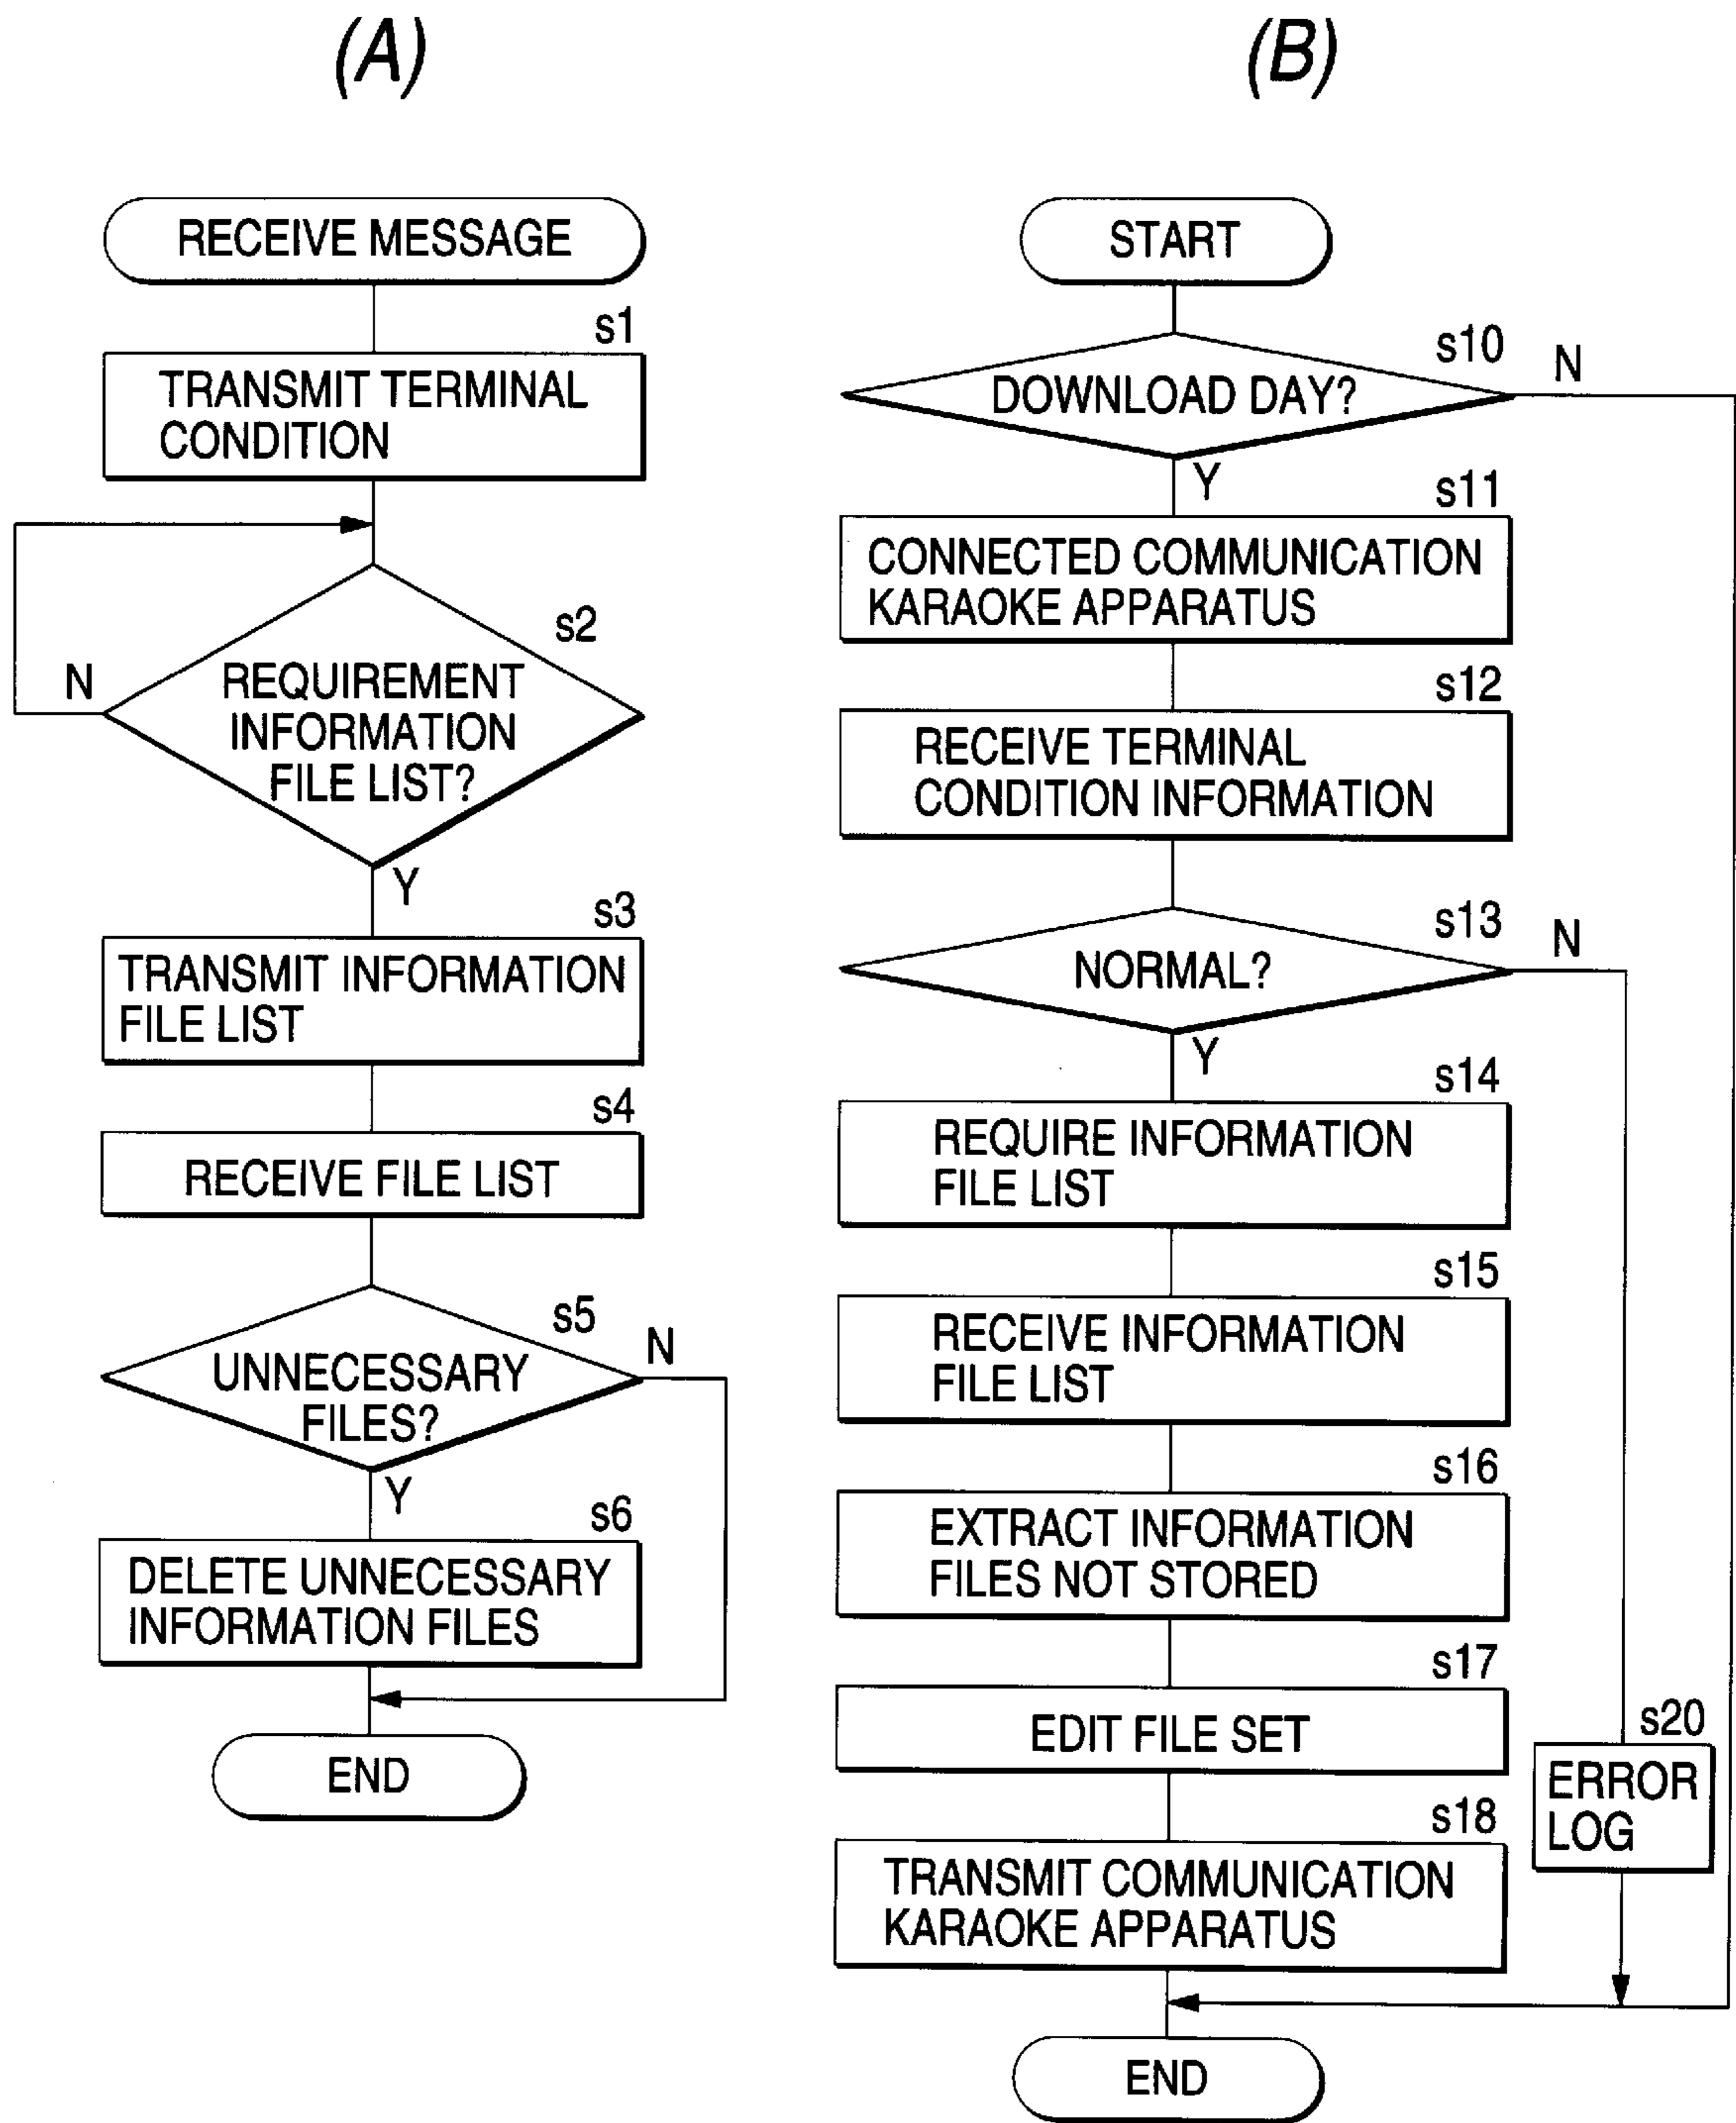 (A)
RECEIVE MESSAGE
s1
TRANSMIT TERMINAL
CONDITION
s2
N
REQUIREMENT
INFORMATION
FILE LIST?
Y
s3
TRANSMIT INFORMATION
FILE LIST
s4
RECEIVE FILE LIST
s5
N
UNNECESSARY
FILES?
Y
s6
DELETE UNNECESSARY
INFORMATION FILES
END
(B)
START
s10
N
DOWNLOAD DAY?
Y
s11
CONNECTED COMMUNICATION
KARAOKE APPARATUS
s12
RECEIVE TERMINAL
CONDITION INFORMATION
s13
N
NORMAL?
Y
s14
REQUIRE INFORMATION
FILE LIST
s15
RECEIVE INFORMATION
FILE LIST
s16
EXTRACT INFORMATION
FILES NOT STORED
s17
EDIT FILE SET
s20
ERROR
LOG
s18
TRANSMIT COMMUNICATION
KARAOKE APPARATUS
END